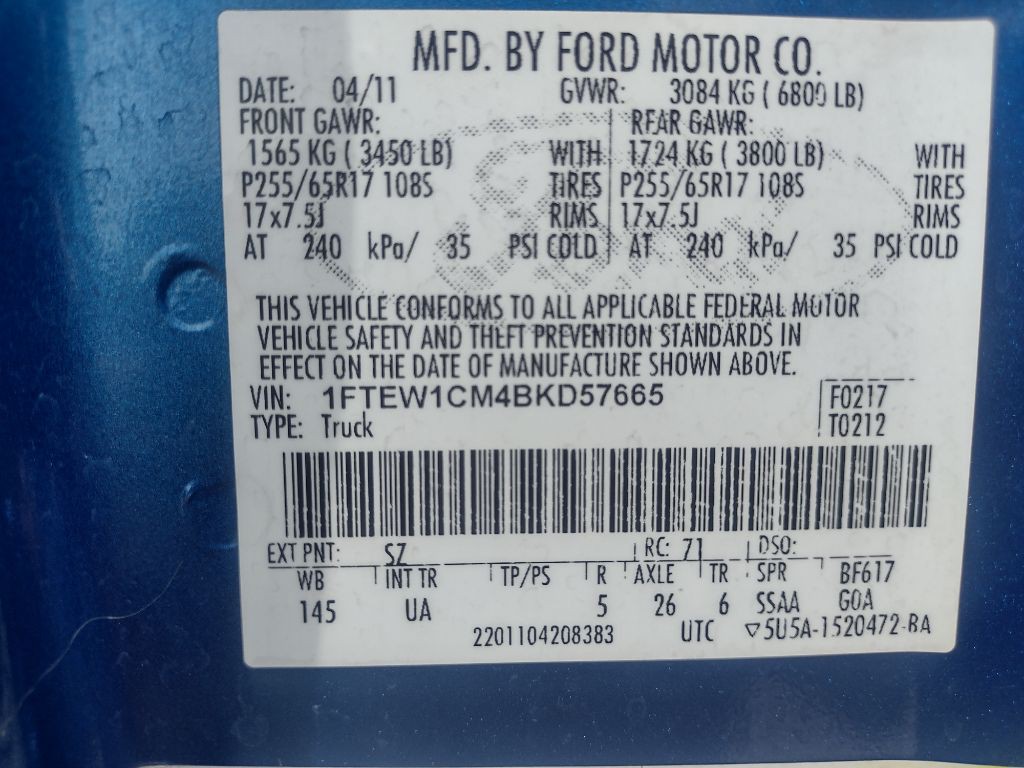 MFD. BY FORD MOTOR CO.
DATE: 04/11 GVWR: 3084 KG ( 6800 LB)
FRONT GAWR: REAR GAWR:
1565 KG ( 3450 LB) WITH 1724 KG ( 3800 LB) WITH
P255/65R17 108S TIRES P255/65R17 108S TIRES
17x7.5J RIMS 17x7.5J RIMS
AT 240 kPa/ 35 PSI COLD AT 240 kPa/ 35 PSI COLD
THIS VEHICLE CONFORMS TO ALL APPLICABLE FEDERAL MOTOR
VEHICLE SAFETY AND THEFT PREVENTION STANDARDS IN
EFFECT ON THE DATE OF MANUFACTURE SHOWN ABOVE.
VIN: 1FTEW1CM4BKD57665 F0217
TYPE: Truck T0212
EXT PNT: SZ RC: 71 DSO:
WB INT TR TP/PS R AXLE TR SPR BF617
145 UA 5 26 6 SSAA G0A
2201104208383 UTC ▽5U5A-1520472-BA